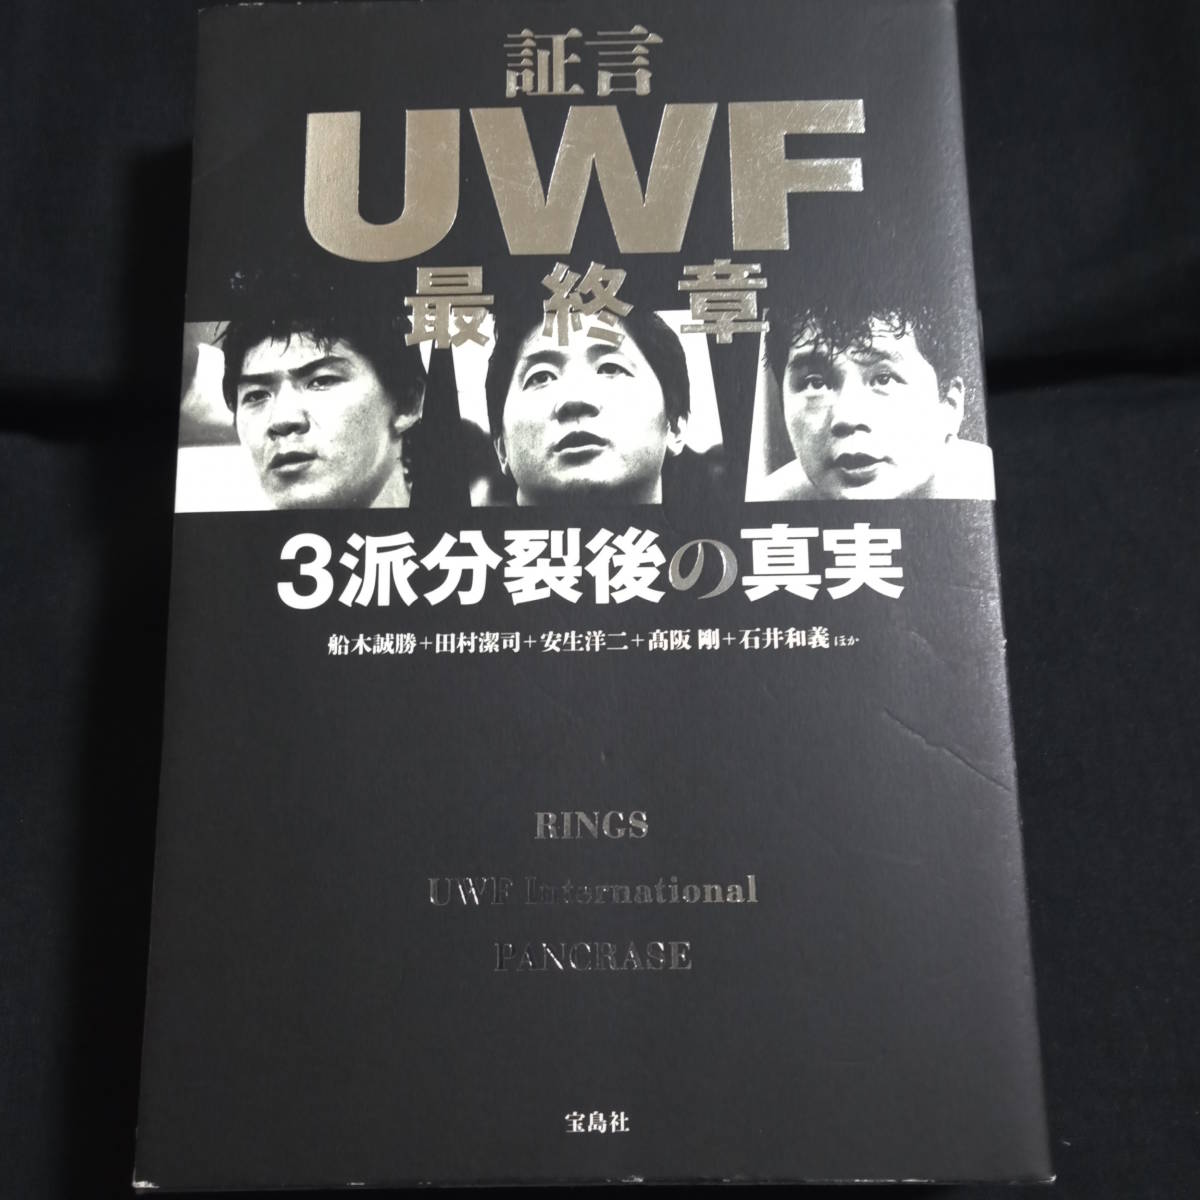 証言
UWF
最終章
3派分裂後の真実
船木誠勝+田村潔司+安生洋二+髙阪 剛+石井和義 ほか
RINGS
UWF International
PANCRASE
宝島社